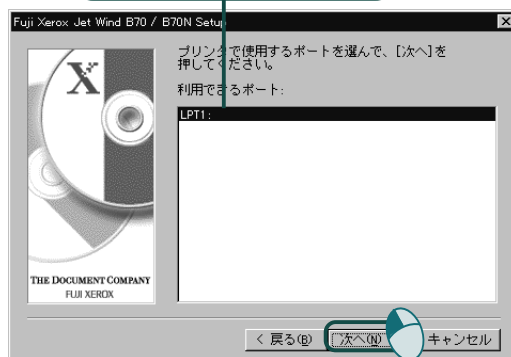 Fuji Xerox Jet Wind B70 / B70N Setup
プリンタで使用するポートを選んで、[次へ]を
押してください。
利用できるポート:
LPT1:
X
THE DOCUMENT COMPANY
FUJI XEROX
< 戻る(B)
次へ(N)
キャンセル